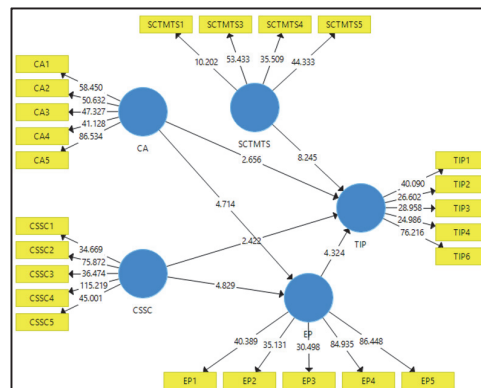 SCTMTS1 SCTMTS3 SCTMTS4 SCTMTS5
10.202 53.433 35.509 44.333
CA1
CA2
CA3
CA4
CA5
58.450
50.632
47.327
41.128
86.534
CA
SCTMTS
2.656
8.245
TIP1
TIP2
TIP3
TIP4
TIP6
40.090
26.602
28.958
24.986
76.216
TIP
4.714
2.422
4.324
CSSC1
CSSC2
CSSC3
CSSC4
CSSC5
34.669
75.872
36.474
115.219
45.001
CSSC
4.829
EP
40.389 35.131 30.498 84.935 86.448
EP1 EP2 EP3 EP4 EP5